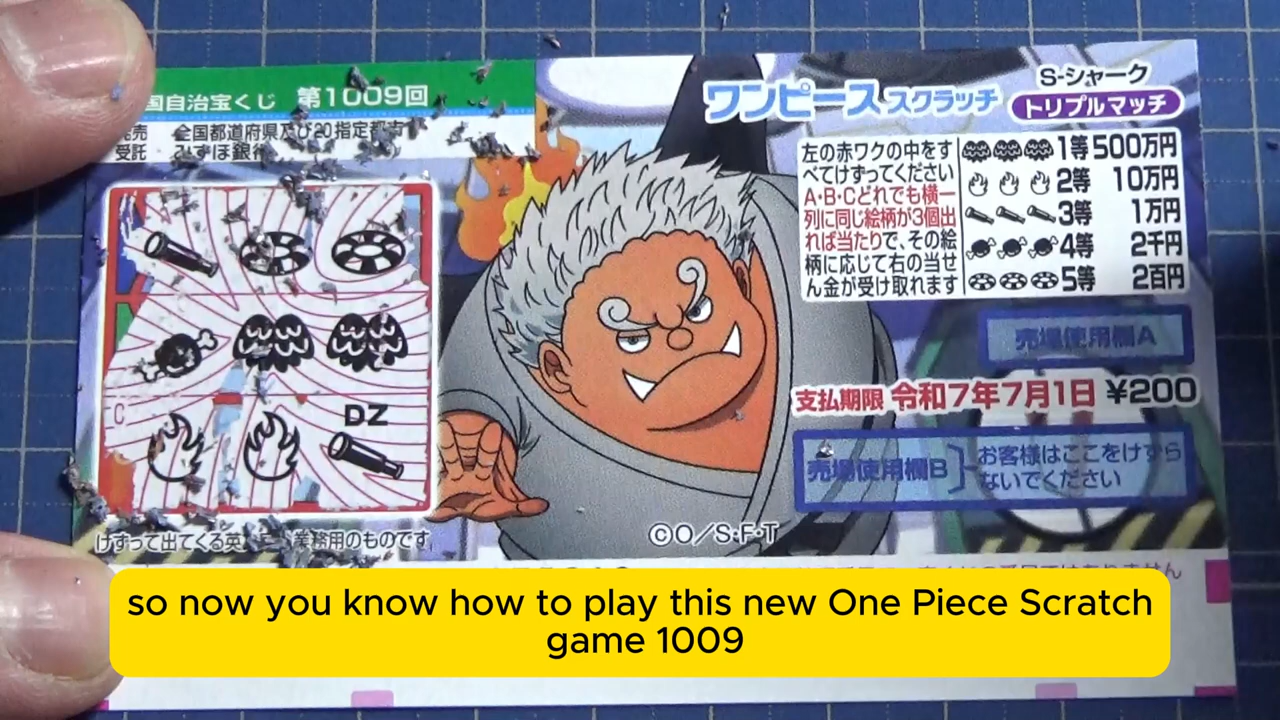 国自治宝くじ 第1009回
全国都道府県及び20指定都市
受託 みずほ銀行
C
DZ
ワンピーススクラッチ
S-シャーク
トリプルマッチ
左の赤ワクの中をす
べてけずってください
A・B・Cどれでも横一
列に同じ絵柄が3個出
れば当たりで、その絵
柄に応じて右の当せ
ん金が受け取れます
1等 500万円
2等 10万円
3等 1万円
4等 2千円
5等 2百円
売場使用欄A
支払期限 令和7年7月1日 ¥200
売場使用欄B
お客様はここをけずら
ないでください
©O/S・F・T
けずって出てくる英 業務用のものです
so now you know how to play this new One Piece Scratch
game 1009